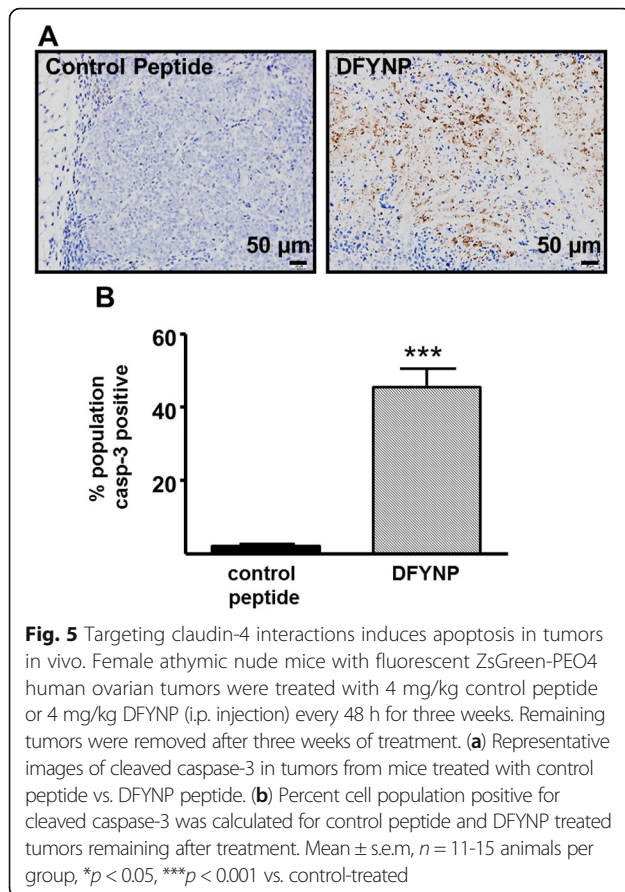 A
Control Peptide
DFYNP
50 μm
50 μm
B
% population
casp-3 positive
60
40
20
***
control
peptide
DFYNP
Fig. 5 Targeting claudin-4 interactions induces apoptosis in tumors
in vivo. Female athymic nude mice with fluorescent ZsGreen-PEO4
human ovarian tumors were treated with 4 mg/kg control peptide
or 4 mg/kg DFYNP (i.p. injection) every 48 h for three weeks. Remaining
tumors were removed after three weeks of treatment. (a) Representative
images of cleaved caspase-3 in tumors from mice treated with control
peptide vs. DFYNP peptide. (b) Percent cell population positive for
cleaved caspase-3 was calculated for control peptide and DFYNP treated
tumors remaining after treatment. Mean ± s.e.m, n = 11-15 animals per
group, *p < 0.05, ***p < 0.001 vs. control-treated